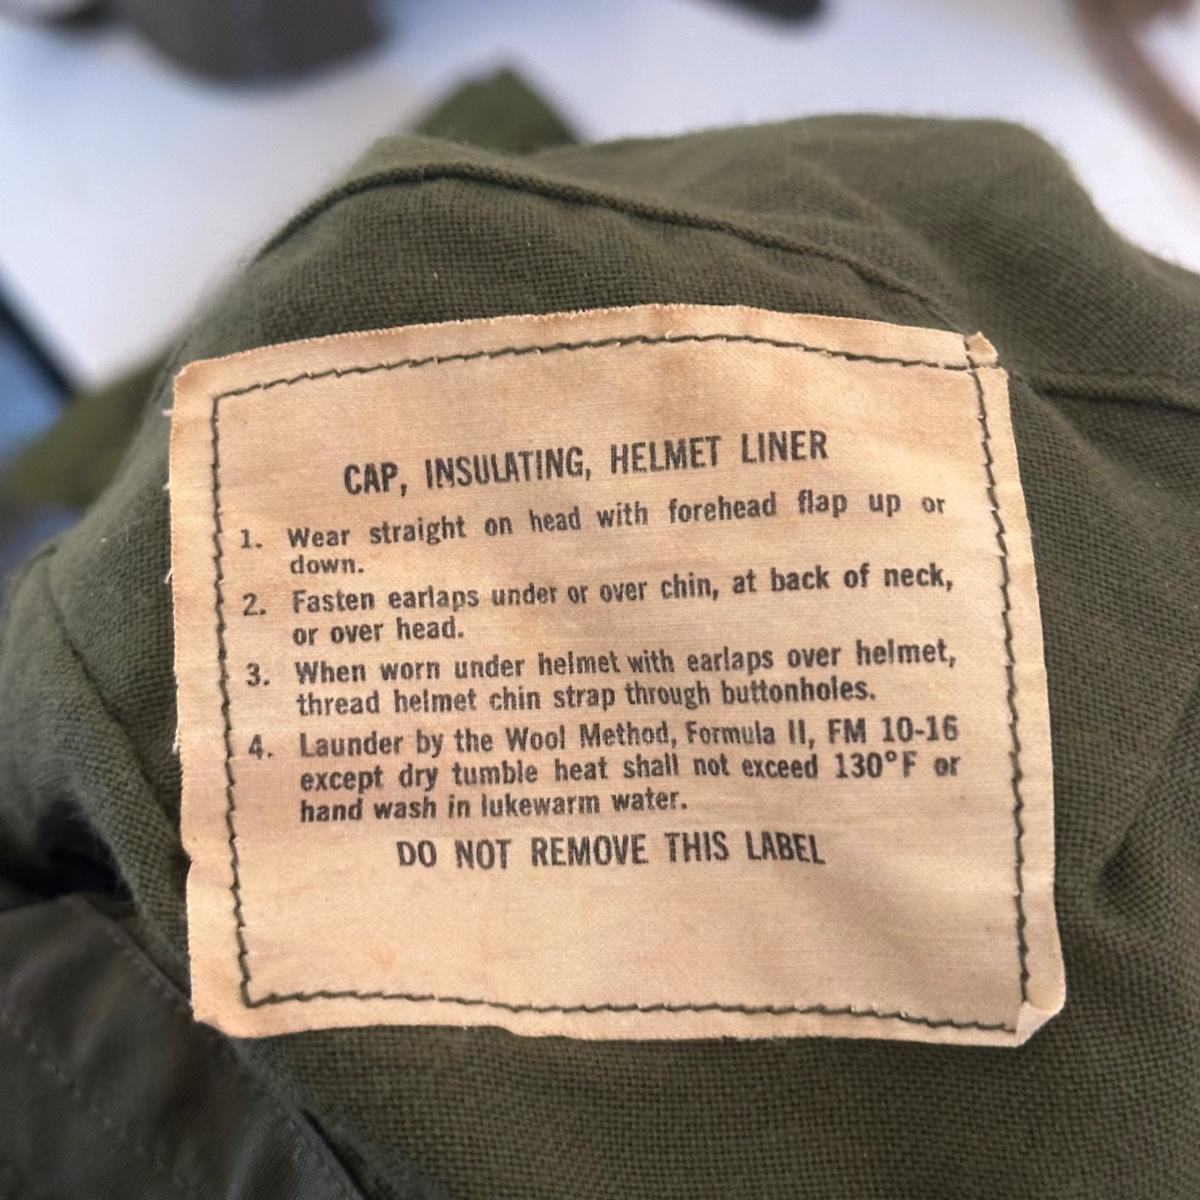 CAP, INSULATING, HELMET LINER
1. Wear straight on head with forehead flap up or
down.
2. Fasten earlaps under or over chin, at back of neck,
or over head.
3. When worn under helmet with earlaps over helmet,
thread helmet chin strap through buttonholes.
4. Launder by the Wool Method, Formula II, FM 10-16
except dry tumble heat shall not exceed 130°F or
hand wash in lukewarm water.
DO NOT REMOVE THIS LABEL